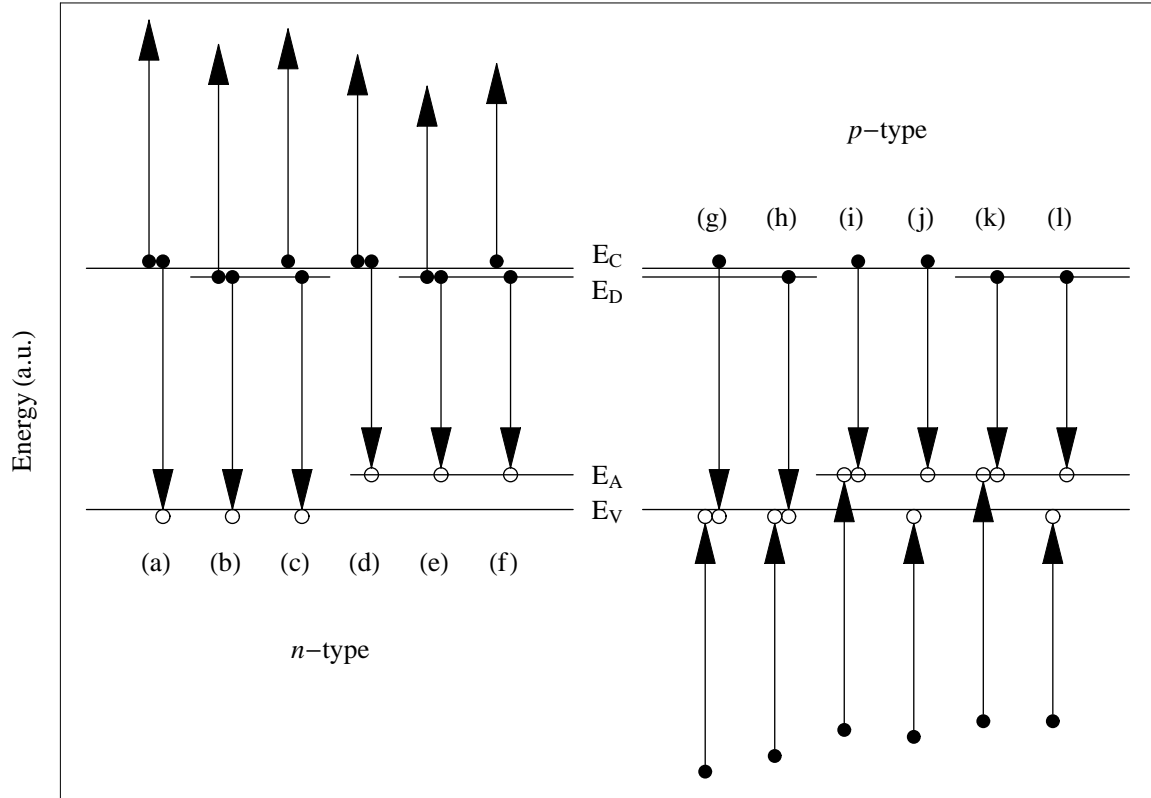 p−type
(g) (h) (i) (j) (k) (l)
E_C
E_D
Energy (a.u.)
E_A
E_V
(a) (b) (c) (d) (e) (f)
n−type